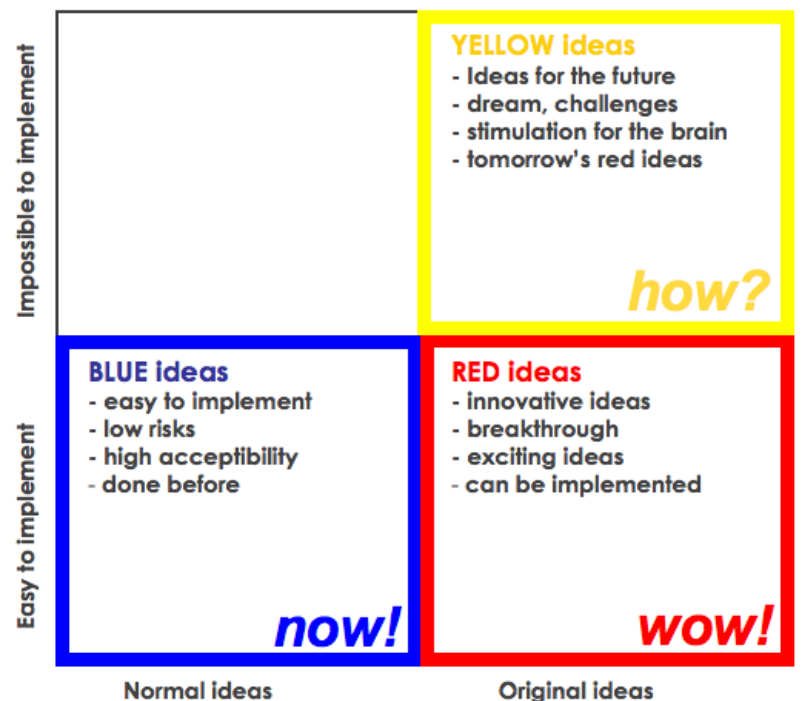 Impossible to implement
YELLOW ideas
- Ideas for the future
- dream, challenges
- stimulation for the brain
- tomorrow's red ideas
how?
Easy to implement
BLUE ideas
- easy to implement
- low risks
- high acceptibility
- done before
now!
RED ideas
- innovative ideas
- breakthrough
- exciting ideas
- can be implemented
wow!
Normal ideas
Original ideas